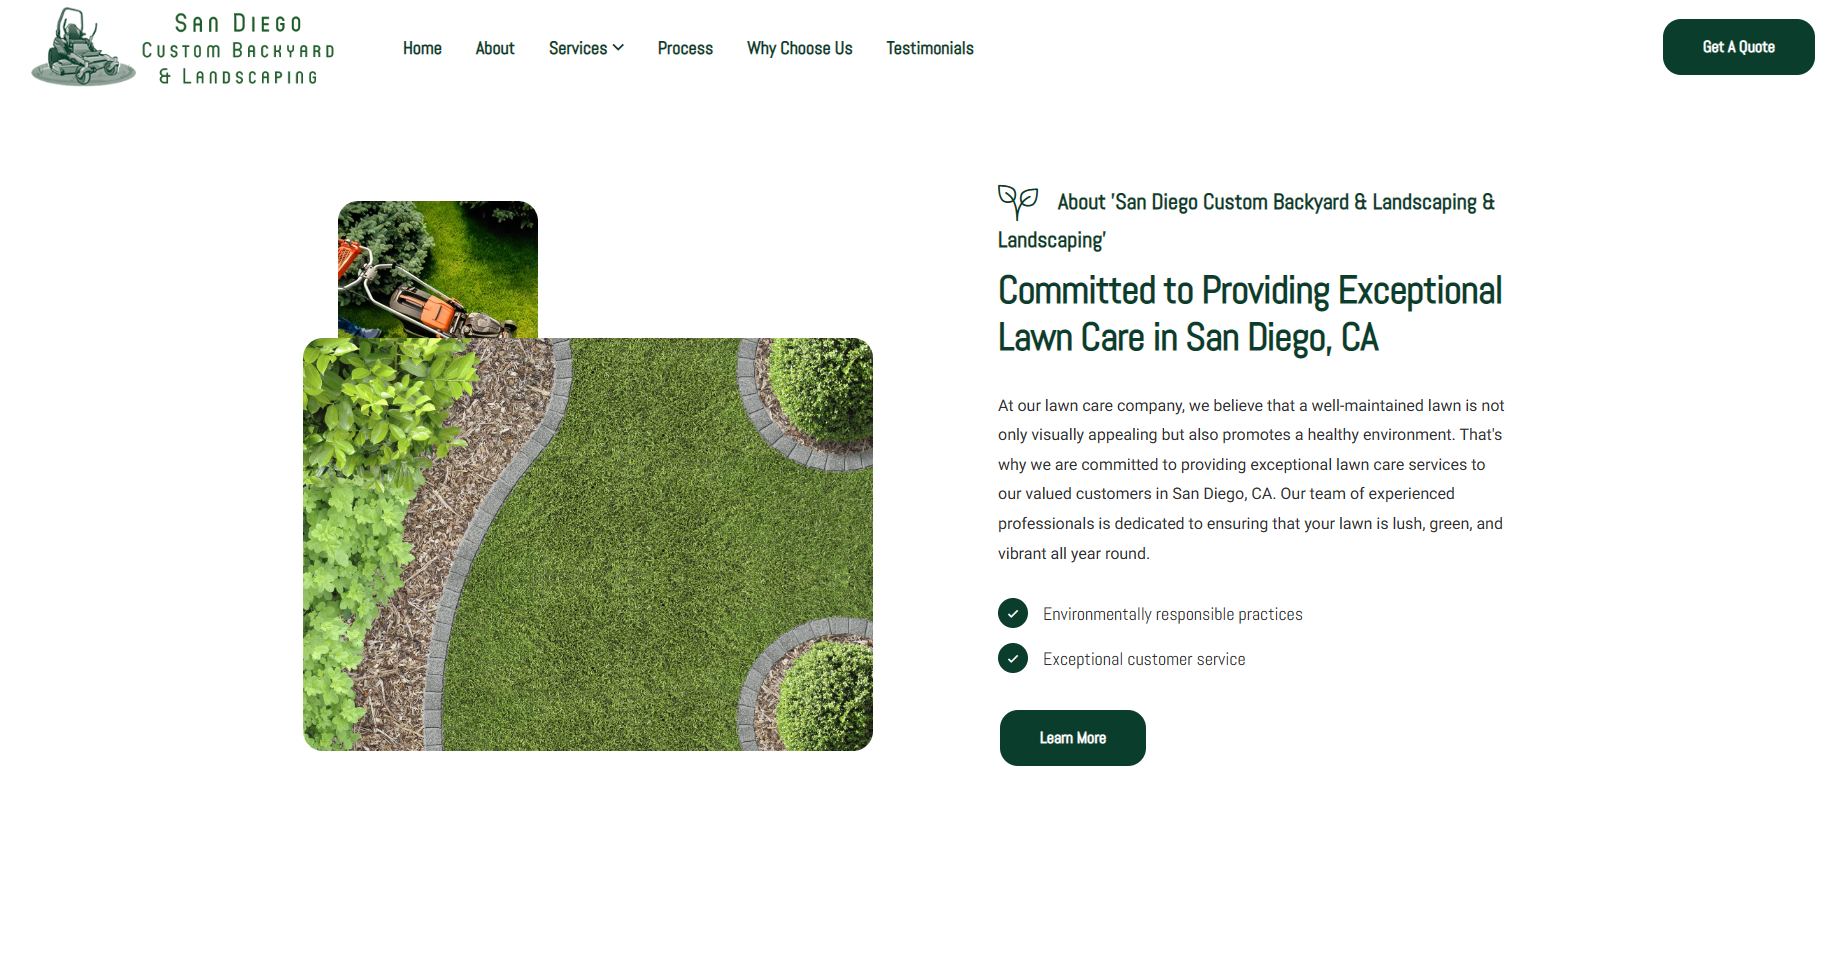 San Diego
Custom Backyard
& Landscaping
Home About Services Process Why Choose Us Testimonials
Get A Quote
About 'San Diego Custom Backyard & Landscaping &
Landscaping'
Committed to Providing Exceptional
Lawn Care in San Diego, CA
At our lawn care company, we believe that a well-maintained lawn is not
only visually appealing but also promotes a healthy environment. That's
why we are committed to providing exceptional lawn care services to
our valued customers in San Diego, CA. Our team of experienced
professionals is dedicated to ensuring that your lawn is lush, green, and
vibrant all year round.
Environmentally responsible practices
Exceptional customer service
Learn More